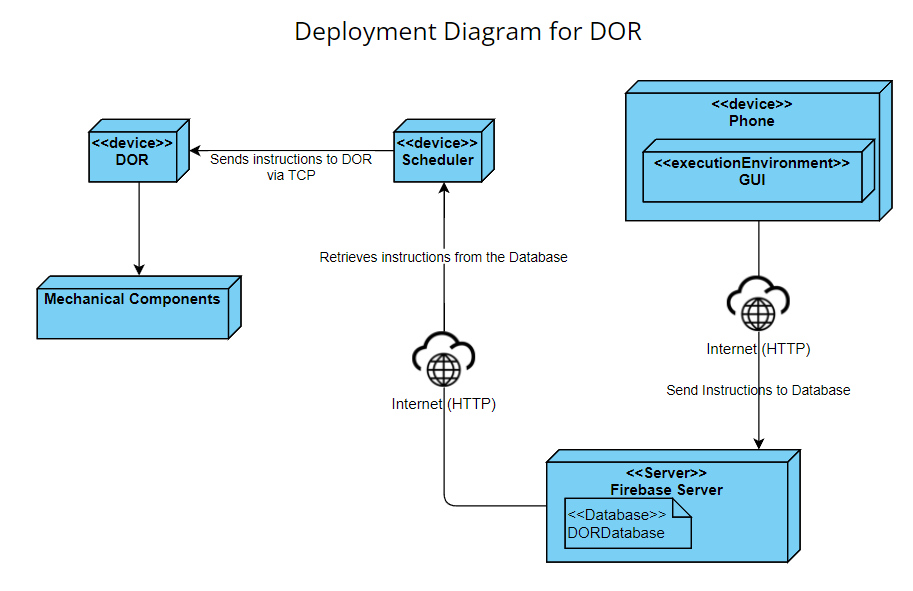 Deployment Diagram for DOR
<<device>>
DOR
Sends instructions to DOR
via TCP
<<device>>
Scheduler
<<device>>
Phone
<<executionEnvironment>>
GUI
Mechanical Components
Retrieves instructions from the Database
Internet (HTTP)
Send Instructions to Database
Internet (HTTP)
<<Server>>
Firebase Server
<<Database>>
DORDatabase